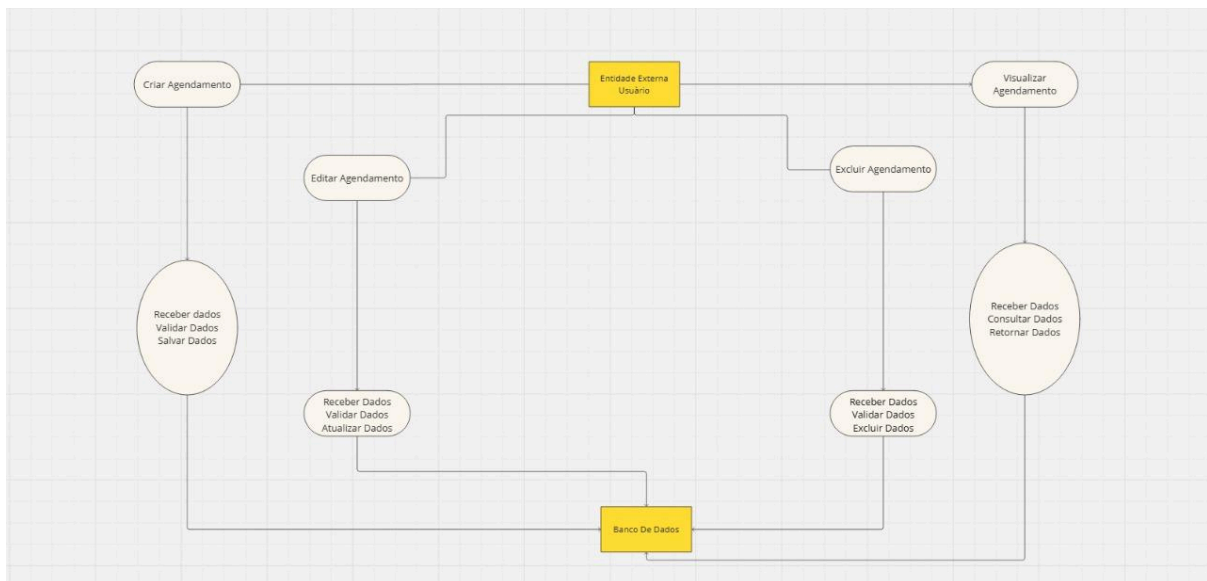 Criar Agendamento
Entidade Externa
Usuário
Visualizar
Agendamento
Editar Agendamento
Excluir Agendamento
Receber dados
Validar Dados
Salvar Dados
Receber Dados
Consultar Dados
Retornar Dados
Receber Dados
Validar Dados
Atualizar Dados
Receber Dados
Validar Dados
Excluir Dados
Banco De Dados